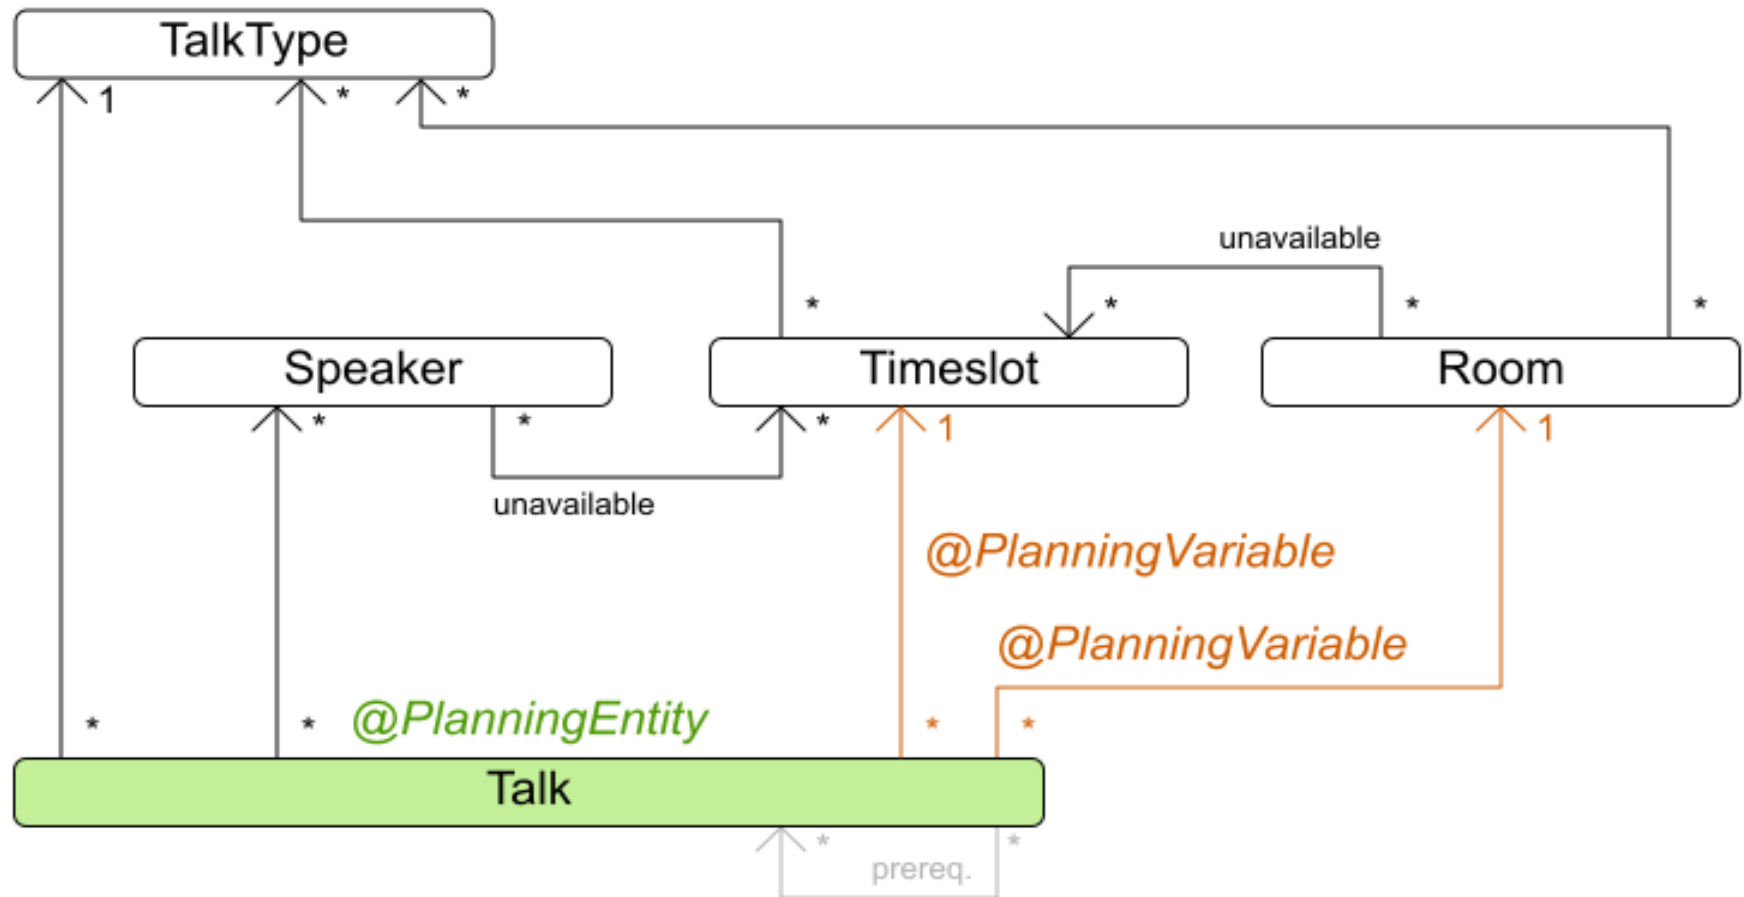 TalkType
1 * *
unavailable
* * * *
Speaker Timeslot Room
* * * 1 1
unavailable
@PlanningVariable
@PlanningVariable
* * @PlanningEntity * *
Talk
* *
prereq.